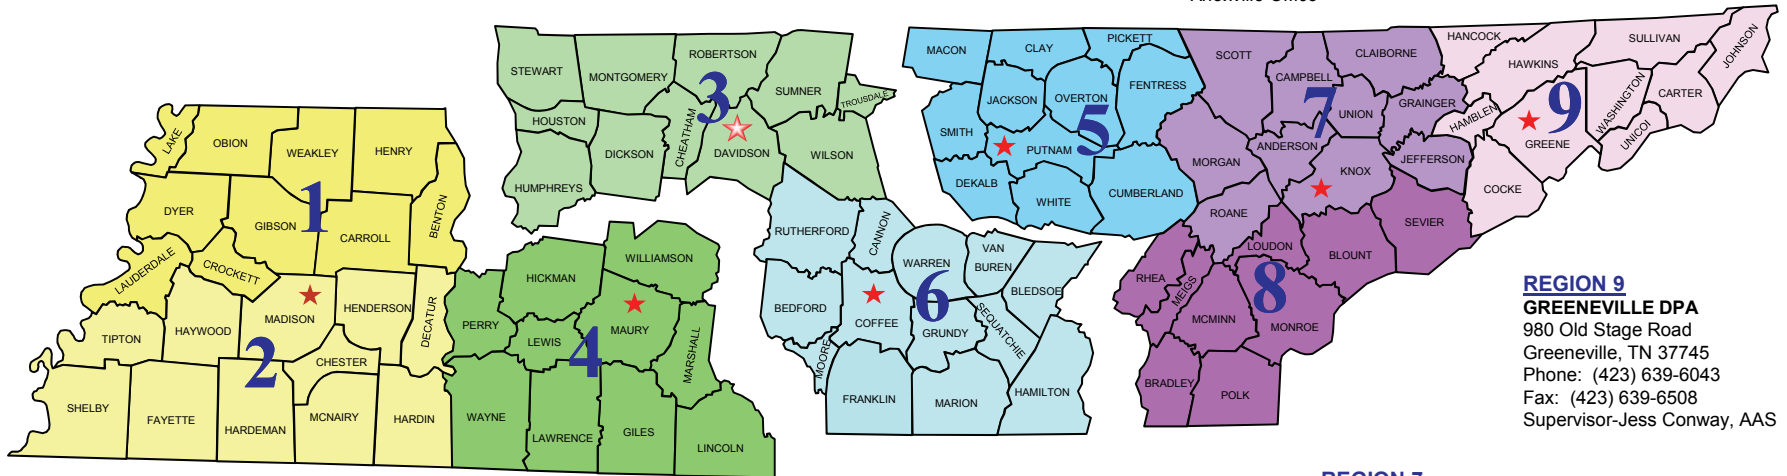 Knoxville Office
STEWART
MONTGOMERY
ROBERTSON
SUMNER
TROUSDALE
HOUSTON
DICKSON
CHEATHAM
DAVIDSON
WILSON
HUMPHREYS
3
MACON
CLAY
PICKETT
JACKSON
OVERTON
FENTRESS
SMITH
PUTNAM
DEKALB
WHITE
CUMBERLAND
5
SCOTT
CAMPBELL
CLAIBORNE
UNION
GRAINGER
MORGAN
ANDERSON
KNOX
JEFFERSON
ROANE
7
HANCOCK
HAWKINS
SULLIVAN
JOHNSON
HAMBLEN
GREENE
WASHINGTON
CARTER
UNICOI
COCKE
9
LAKE
OBION
WEAKLEY
HENRY
DYER
GIBSON
CARROLL
BENTON
LAUDERDALE
CROCKETT
1
TIPTON
HAYWOOD
MADISON
HENDERSON
DECATUR
CHESTER
SHELBY
FAYETTE
HARDEMAN
MCNAIRY
HARDIN
2
HICKMAN
WILLIAMSON
PERRY
LEWIS
MAURY
MARSHALL
WAYNE
LAWRENCE
GILES
LINCOLN
4
RUTHERFORD
CANNON
WARREN
VAN
BUREN
BEDFORD
COFFEE
GRUNDY
SEQUATCHIE
BLEDSOE
MOORE
FRANKLIN
MARION
HAMILTON
6
RHEA
MEIGS
LOUDON
BLOUNT
SEVIER
MCMINN
MONROE
BRADLEY
POLK
8
REGION 9
GREENEVILLE DPA
980 Old Stage Road
Greeneville, TN 37745
Phone: (423) 639-6043
Fax: (423) 639-6508
Supervisor-Jess Conway, AAS
REGION 7